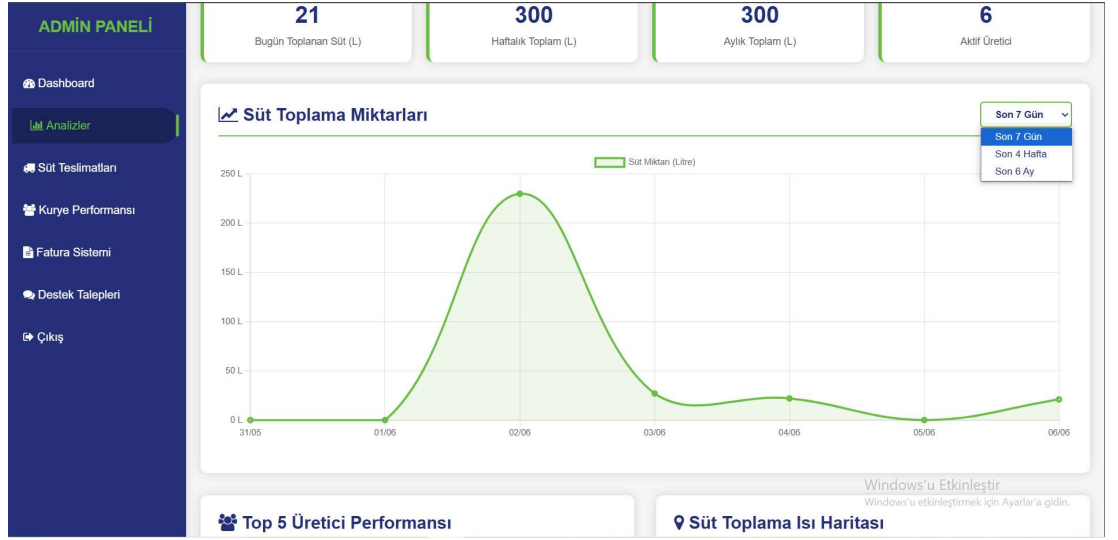 ADMİN PANELİ
Dashboard
Analizler
Süt Teslimatları
Kurye Performansı
Fatura Sistemi
Destek Talepleri
Çıkış
21
Bugün Toplanan Süt (L)
300
Haftalık Toplam (L)
300
Aylık Toplam (L)
6
Aktif Üretici
Süt Toplama Miktarları
Son 7 Gün
Son 7 Gün
Son 4 Hafta
Son 6 Ay
Süt Miktarı (Litre)
250 L
200 L
150 L
100 L
50 L
0 L
31/05
01/06
02/06
03/06
04/06
05/06
06/06
Windows'u Etkinleştir
Windows'u etkinleştirmek için Ayarlar'a gidin.
Top 5 Üretici Performansı
Süt Toplama Isı Haritası